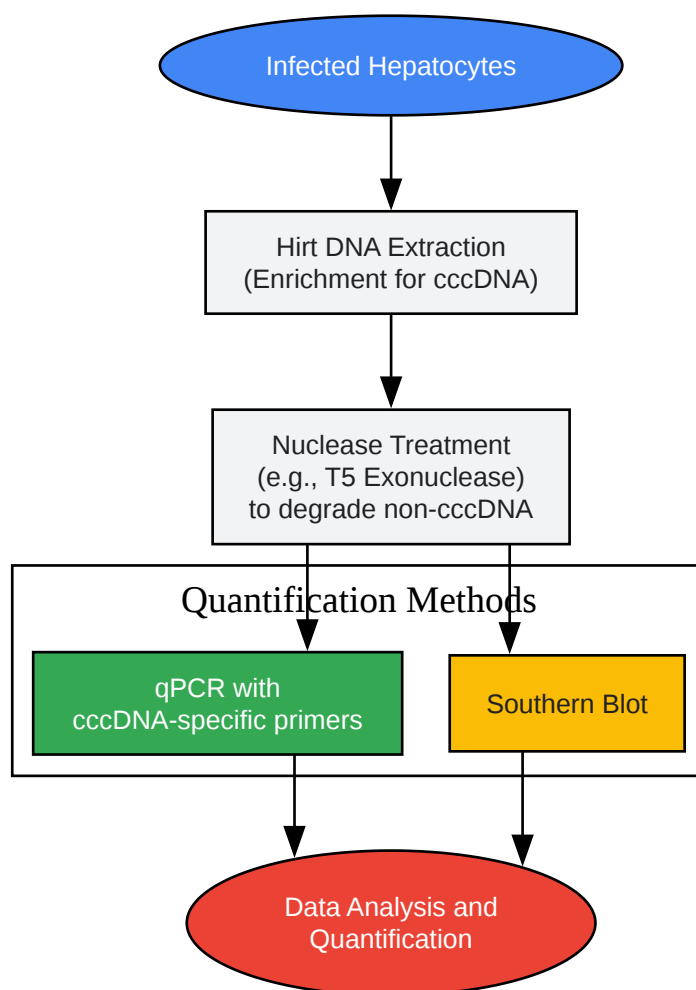 Infected Hepatocytes
Hirt DNA Extraction
(Enrichment for cccDNA)
Nuclease Treatment
(e.g., T5 Exonuclease)
to degrade non-cccDNA
Quantification Methods
qPCR with
cccDNA-specific primers
Southern Blot
Data Analysis and
Quantification